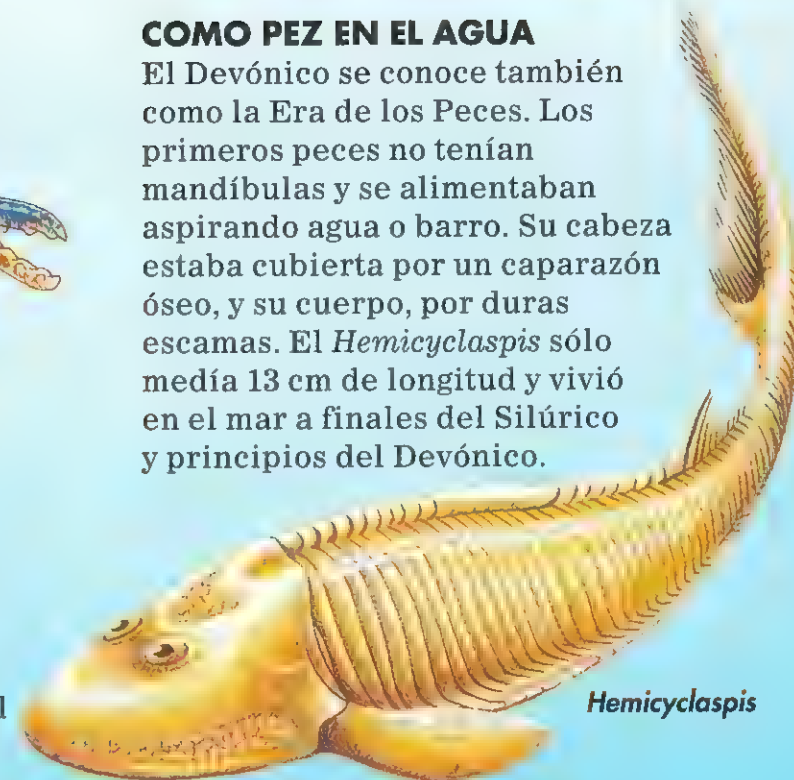 COMO PEZ EN EL AGUA
El Devónico se conoce también
como la Era de los Peces. Los
primeros peces no tenían
mandíbulas y se alimentaban
aspirando agua o barro. Su cabeza
estaba cubierta por un caparazón
óseo, y su cuerpo, por duras
escamas. El Hemicyclaspis sólo
medía 13 cm de longitud y vivió
en el mar a finales del Silúrico
y principios del Devónico.
Hemicyclaspis